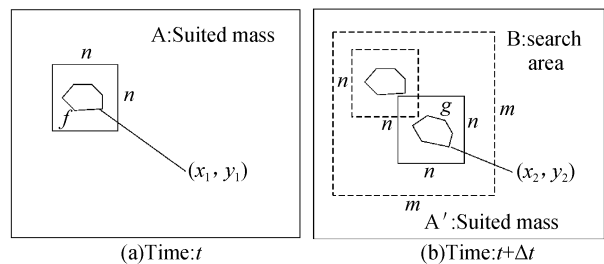 A:Suited mass
n
n
f
(x₁, y₁)
(a)Time:t
B:search
area
n
g
n
n
n
m
(x₂, y₂)
m
A′:Suited mass
(b)Time:t+Δt